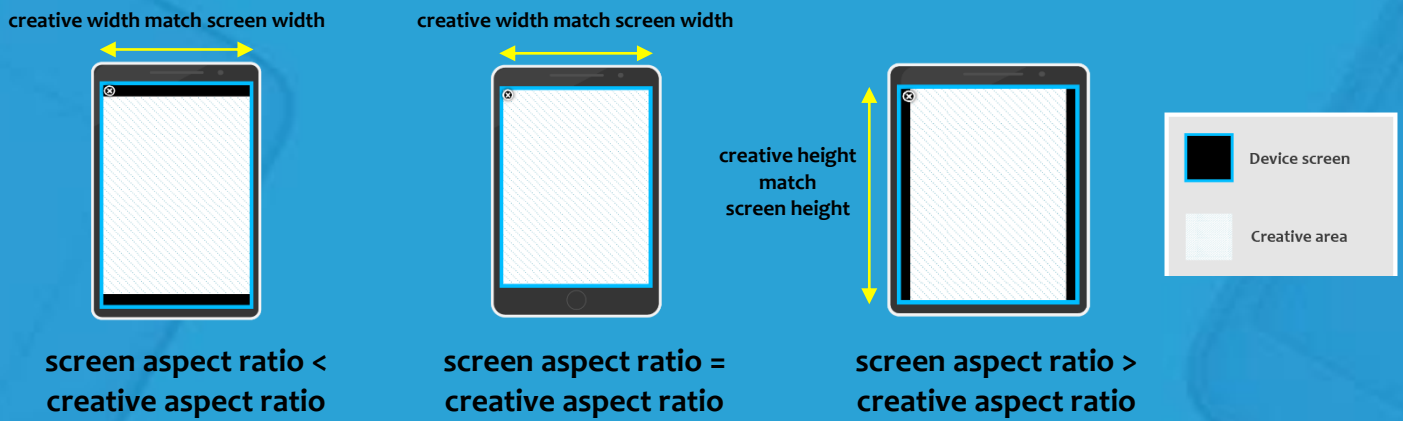 creative width match screen width
creative width match screen width
creative height
match
screen height
Device screen
Creative area
screen aspect ratio <
creative aspect ratio
screen aspect ratio =
creative aspect ratio
screen aspect ratio >
creative aspect ratio